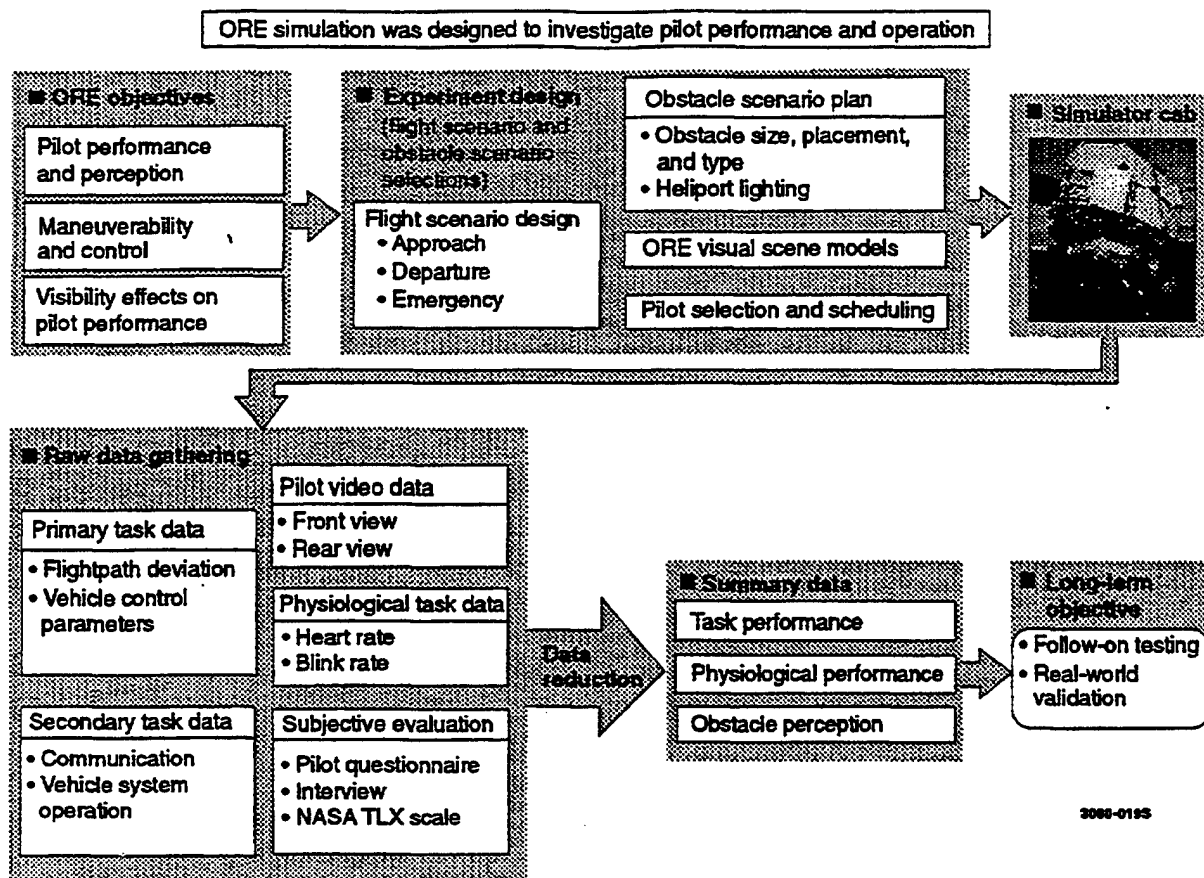 ORE simulation was designed to investigate pilot performance and operation
■ ORE objectives
Pilot performance
and perception
Maneuverability
and control
Visibility effects on
pilot performance
■ Experiment design
(flight scenario and
obstacle scenario
selections)
Flight scenario design
• Approach
• Departure
• Emergency
Obstacle scenario plan
• Obstacle size, placement,
and type
• Heliport lighting
ORE visual scene models
Pilot selection and scheduling
■ Simulator cab
■ Raw data gathering
Primary task data
• Flightpath deviation
• Vehicle control
parameters
Secondary task data
• Communication
• Vehicle system
operation
Pilot video data
• Front view
• Rear view
Physiological task data
• Heart rate
• Blink rate
Subjective evaluation
• Pilot questionnaire
• Interview
• NASA TLX scale
Data
reduction
■ Summary data
Task performance
Physiological performance
Obstacle perception
■ Long-term
objective
• Follow-on testing
• Real-world
validation
3060-019S